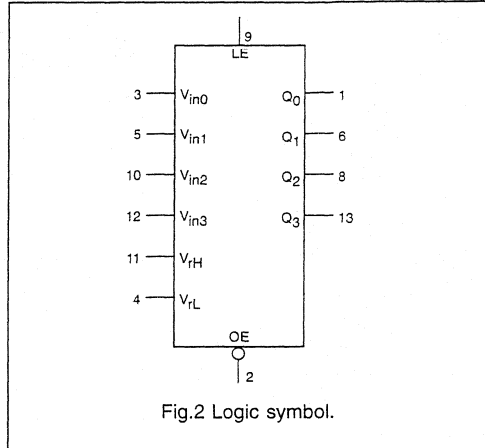 9
LE
3 Vin0 Q0 1
5 Vin1 Q1 6
10 Vin2 Q2 8
12 Vin3 Q3 13
11 VrH
4 VrL
OE
2
Fig.2 Logic symbol.